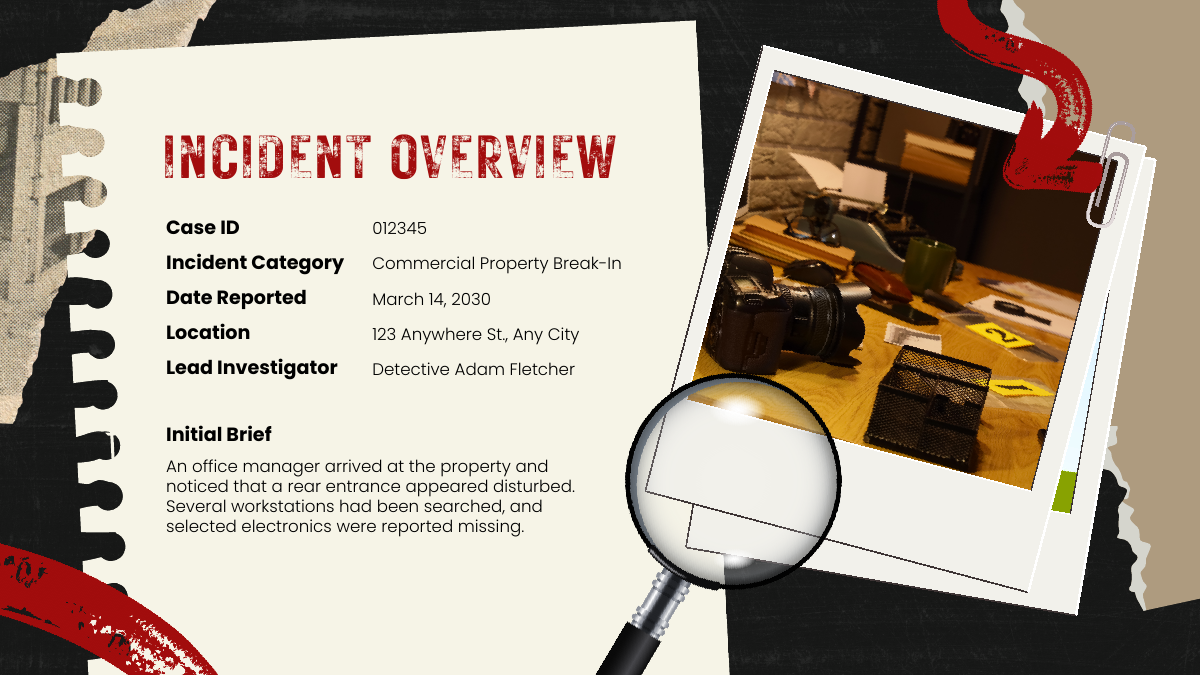 INCIDENT OVERVIEW
Case ID 012345
Incident Category Commercial Property Break-In
Date Reported March 14, 2030
Location 123 Anywhere St., Any City
Lead Investigator Detective Adam Fletcher
Initial Brief
An office manager arrived at the property and
noticed that a rear entrance appeared disturbed.
Several workstations had been searched, and
selected electronics were reported missing.
2
1